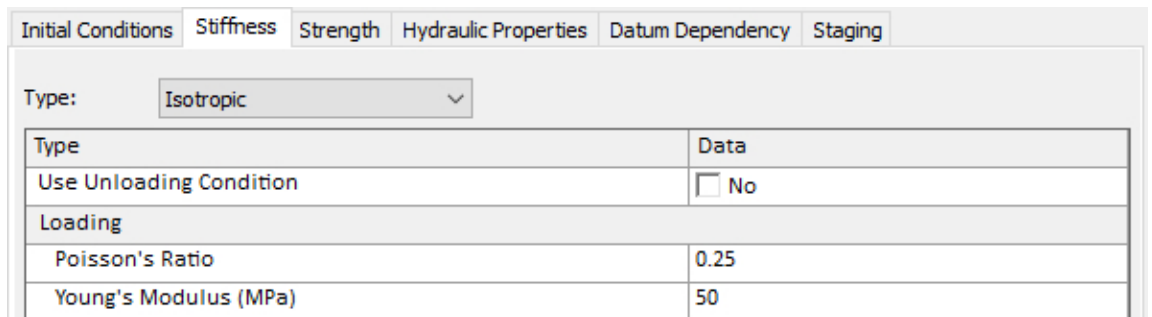 Initial Conditions Stiffness Strength Hydraulic Properties Datum Dependency Staging
Type: Isotropic
Type Data
Use Unloading Condition No
Loading
Poisson's Ratio 0.25
Young's Modulus (MPa) 50